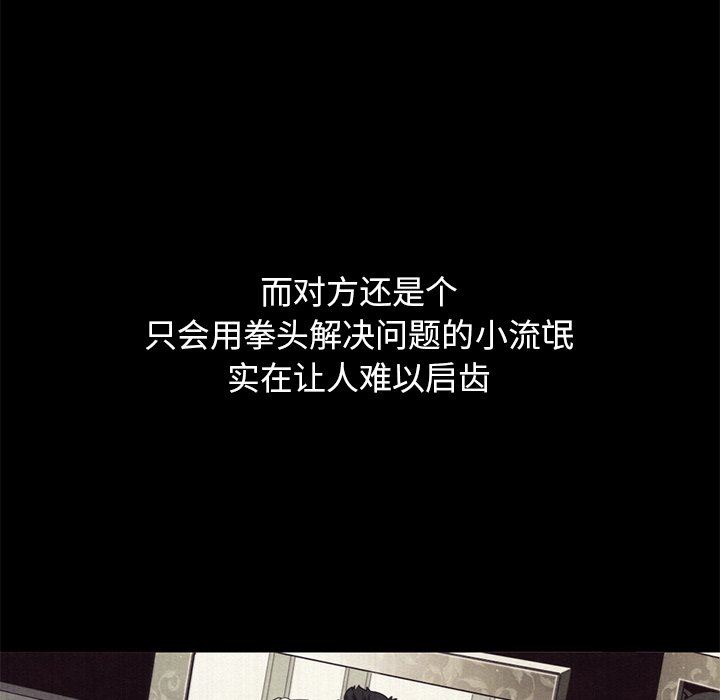 而对方还是个
只会用拳头解决问题的小流氓
实在让人难以启齿